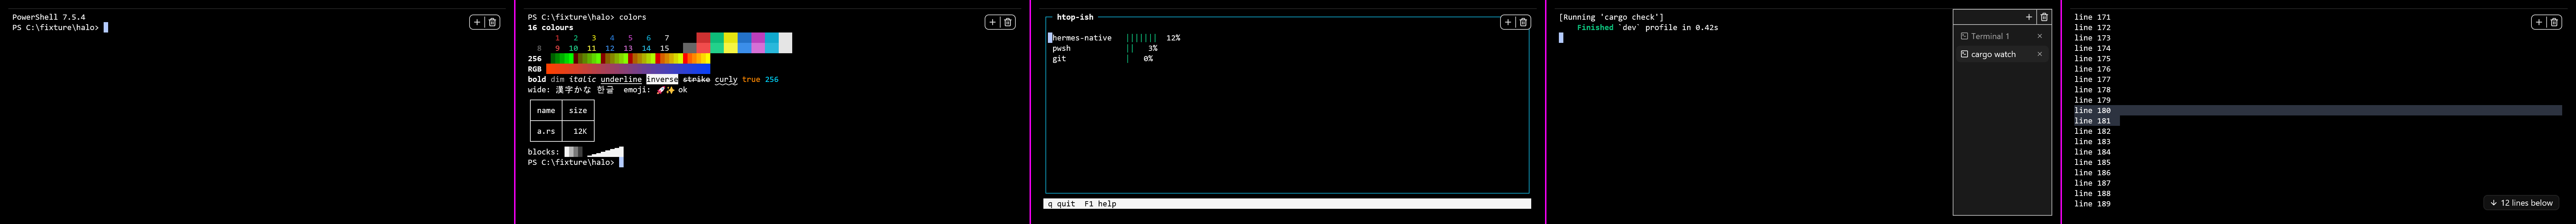 PowerShell 7.5.4
PS C:\fixture\halo>
PS C:\fixture\halo> colors
16 colours
1 2 3 4 5 6 7
8 9 10 11 12 13 14 15
256
RGB
bold dim italic underline inverse strike curly true 256
wide: 漢字かな 한글 emoji: 🚀✨ ok
name size
a.rs 12K
blocks:
PS C:\fixture\halo>
htop-ish
hermes-native ||||||| 12%
pwsh || 3%
git | 0%
q quit F1 help
[Running 'cargo check']
Finished `dev` profile in 0.42s
Terminal 1
cargo watch
line 171
line 172
line 173
line 174
line 175
line 176
line 177
line 178
line 179
line 180
line 181
line 182
line 183
line 184
line 185
line 186
line 187
line 188
line 189
↓ 12 lines below